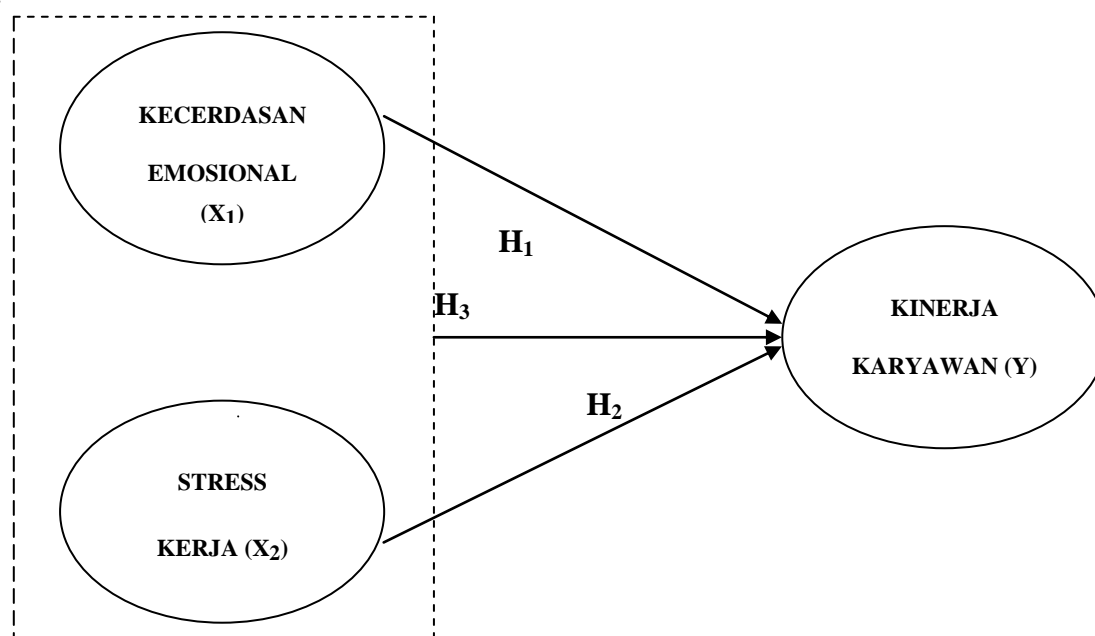 KECERDASAN
EMOSIONAL
(X₁)
H₁
H₃
KINERJA
KARYAWAN (Y)
H₂
STRESS
KERJA (X₂)